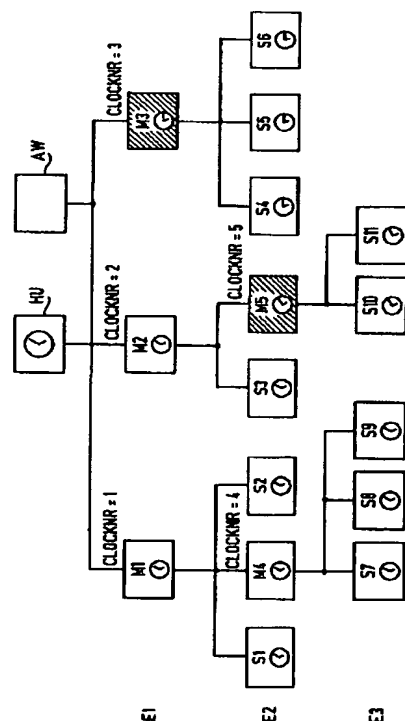 HU
AW
CLOCKNR = 1
CLOCKNR = 2
CLOCKNR = 3
E1
M1
M2
M3
CLOCKNR = 4
CLOCKNR = 5
E2
S1
M4
S2
S3
M5
S4
S5
S6
E3
S7
S8
S9
S10
S11